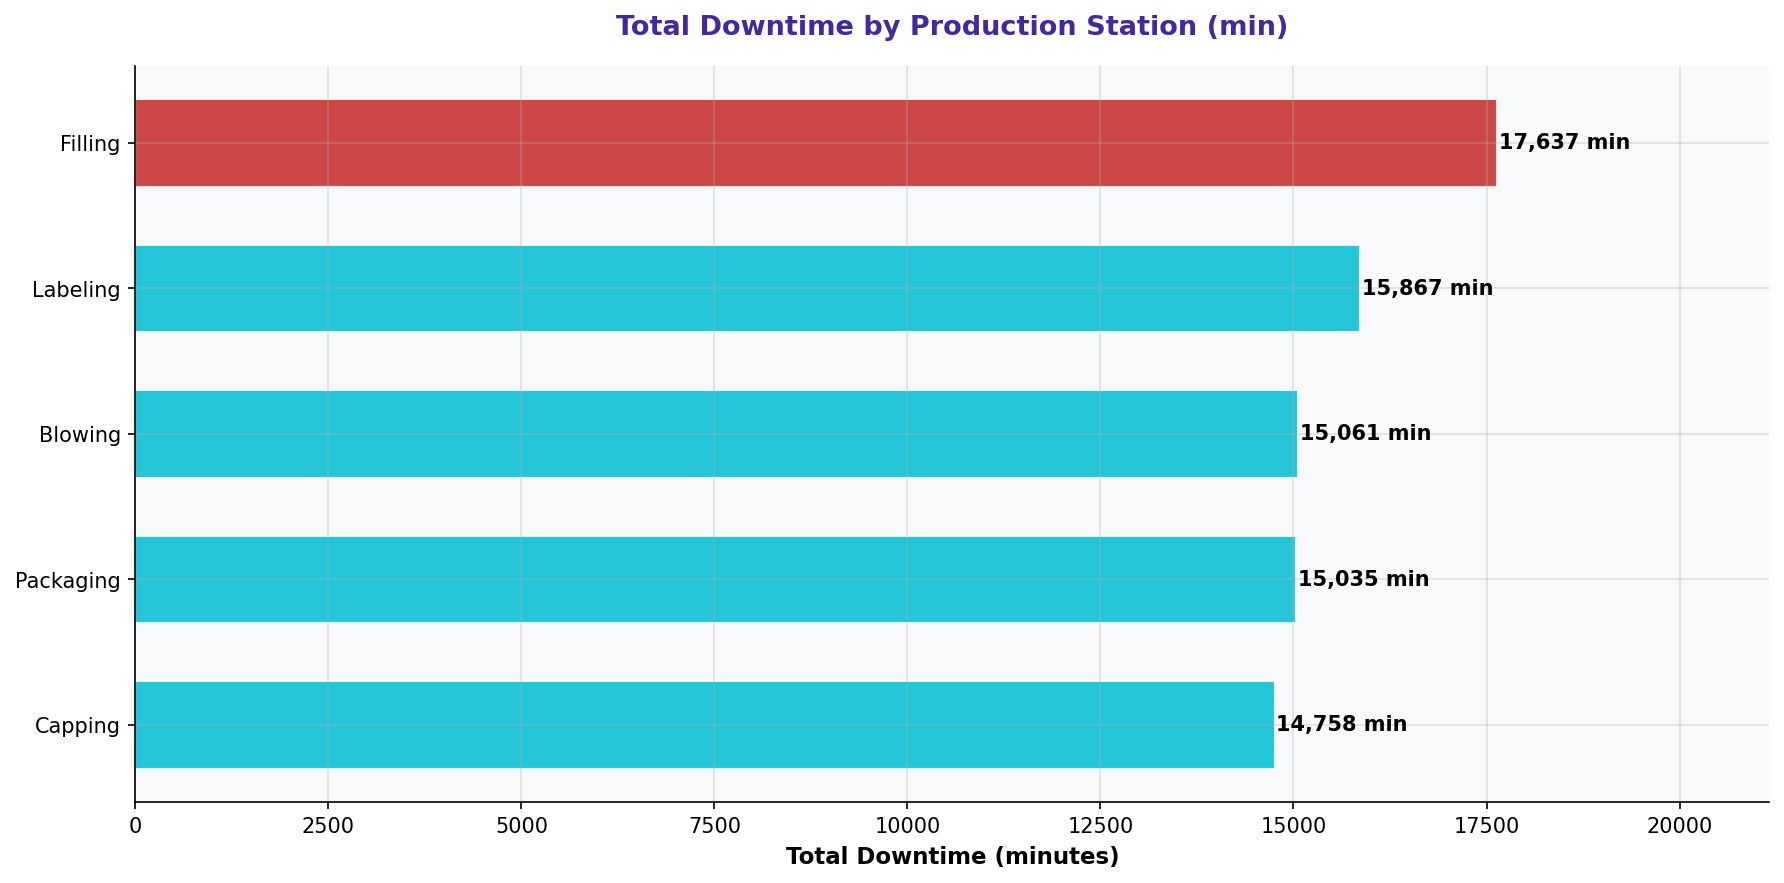 Total Downtime by Production Station (min)
Filling
17,637 min
Labeling
15,867 min
Blowing
15,061 min
Packaging
15,035 min
Capping
14,758 min
0 2500 5000 7500 10000 12500 15000 17500 20000
Total Downtime (minutes)